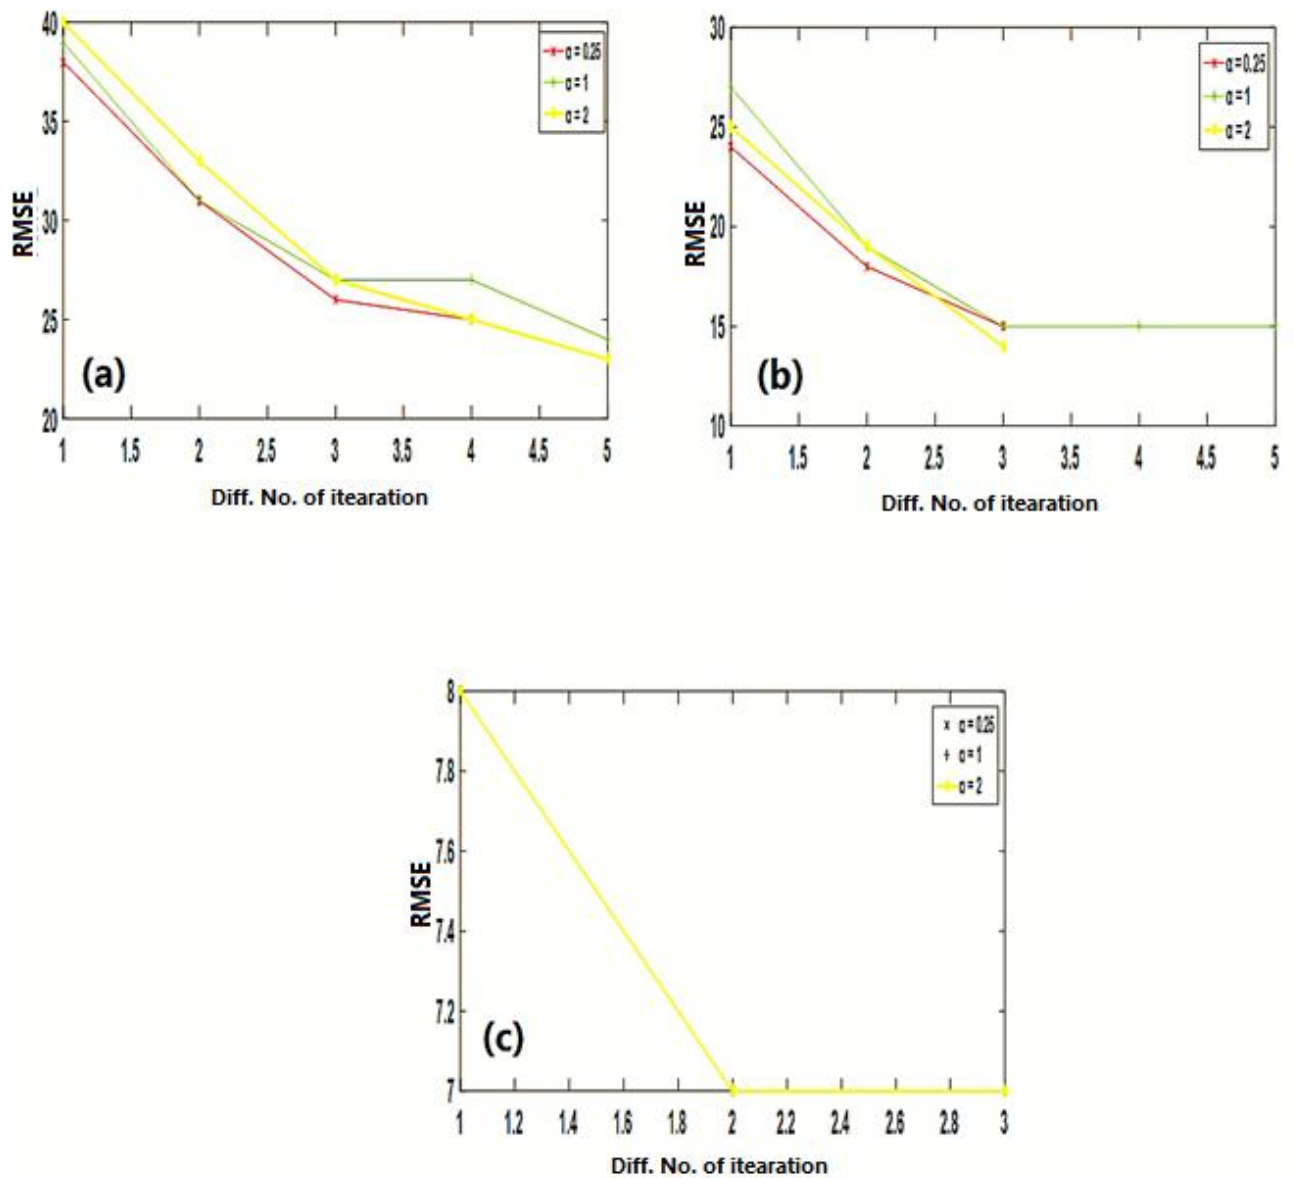 40
35
30
25
20
RMSE
α = 0.25
α = 1
α = 2
(a)
1 1.5 2 2.5 3 3.5 4 4.5 5
Diff. No. of itearation
30
25
20
15
10
RMSE
α = 0.25
α = 1
α = 2
(b)
1 1.5 2 2.5 3 3.5 4 4.5 5
Diff. No. of itearation
8
7.8
7.6
7.4
7.2
7
RMSE
α = 0.25
α = 1
α = 2
(c)
1 1.2 1.4 1.6 1.8 2 2.2 2.4 2.6 2.8 3
Diff. No. of itearation